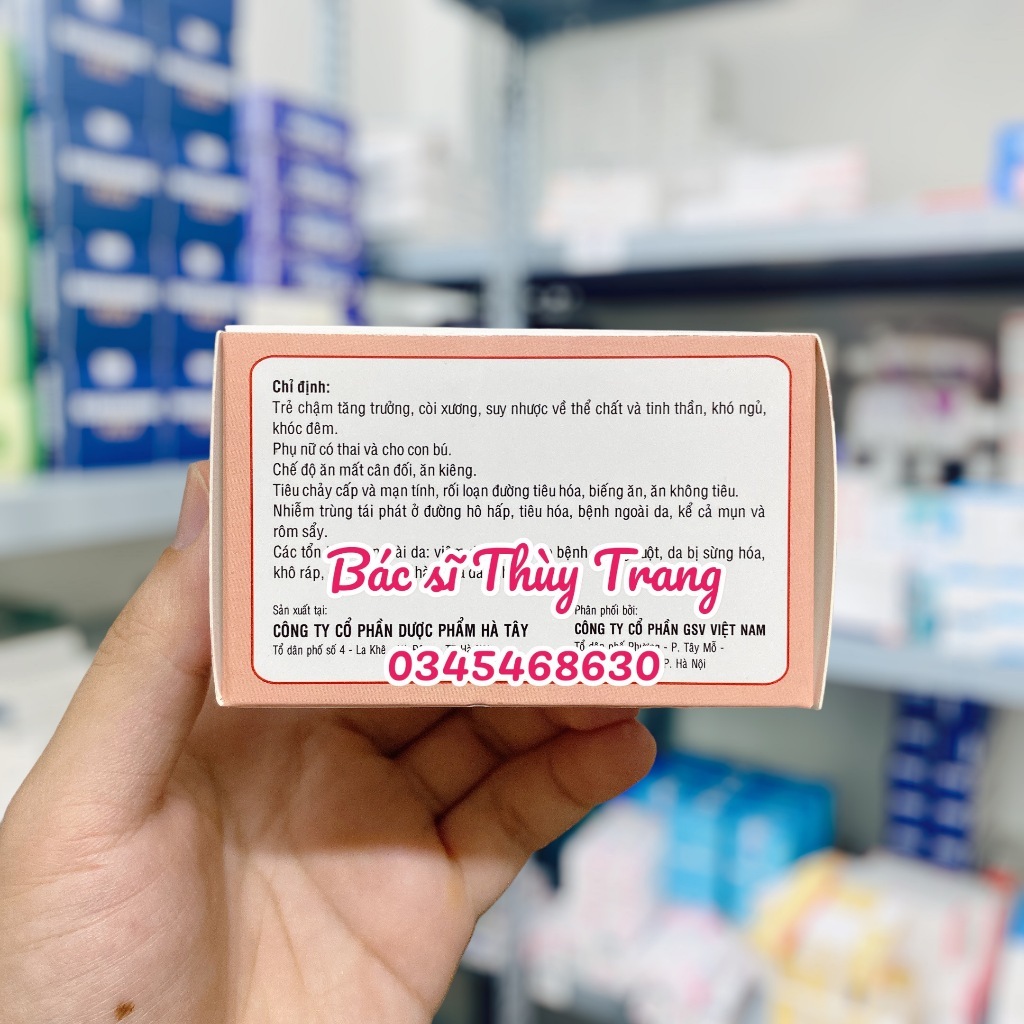 Chỉ định:
Trẻ chậm tăng trưởng, còi xương, suy nhược về thể chất và tinh thần, khó ngủ,
khóc đêm.
Phụ nữ có thai và cho con bú.
Chế độ ăn mất cân đối, ăn kiêng.
Tiêu chảy cấp và mạn tính, rối loạn đường tiêu hóa, biếng ăn, ăn không tiêu.
Nhiễm trùng tái phát ở đường hô hấp, tiêu hóa, bệnh ngoài da, kể cả mụn và
rôm sẩy.
Các tổn ài da: bệnh da bị sừng hóa,
khô ráp,
Bác sĩ Thùy Trang
Sản xuất tại:
CÔNG TY CỔ PHẦN DƯỢC PHẨM HÀ TÂY
Tổ dân phố số 4 - La Khê
Phân phối bởi:
CÔNG TY CỔ PHẦN GSV VIỆT NAM
Tổ dân phố - P. Tây Mỗ -
P. Hà Nội
0345468630